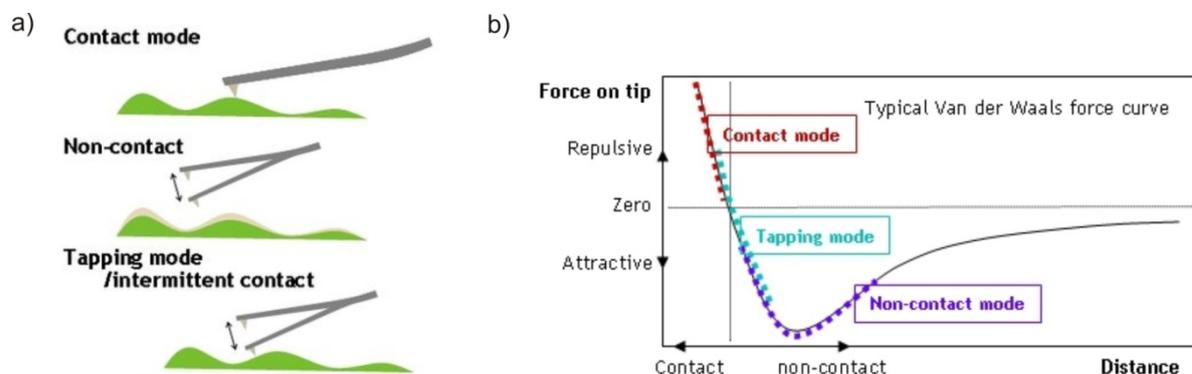 a)
Contact mode
Non-contact
Tapping mode
/intermittent contact
b)
Force on tip
Typical Van der Waals force curve
Contact mode
Repulsive
Zero
Tapping mode
Attractive
Non-contact mode
Contact
non-contact
Distance